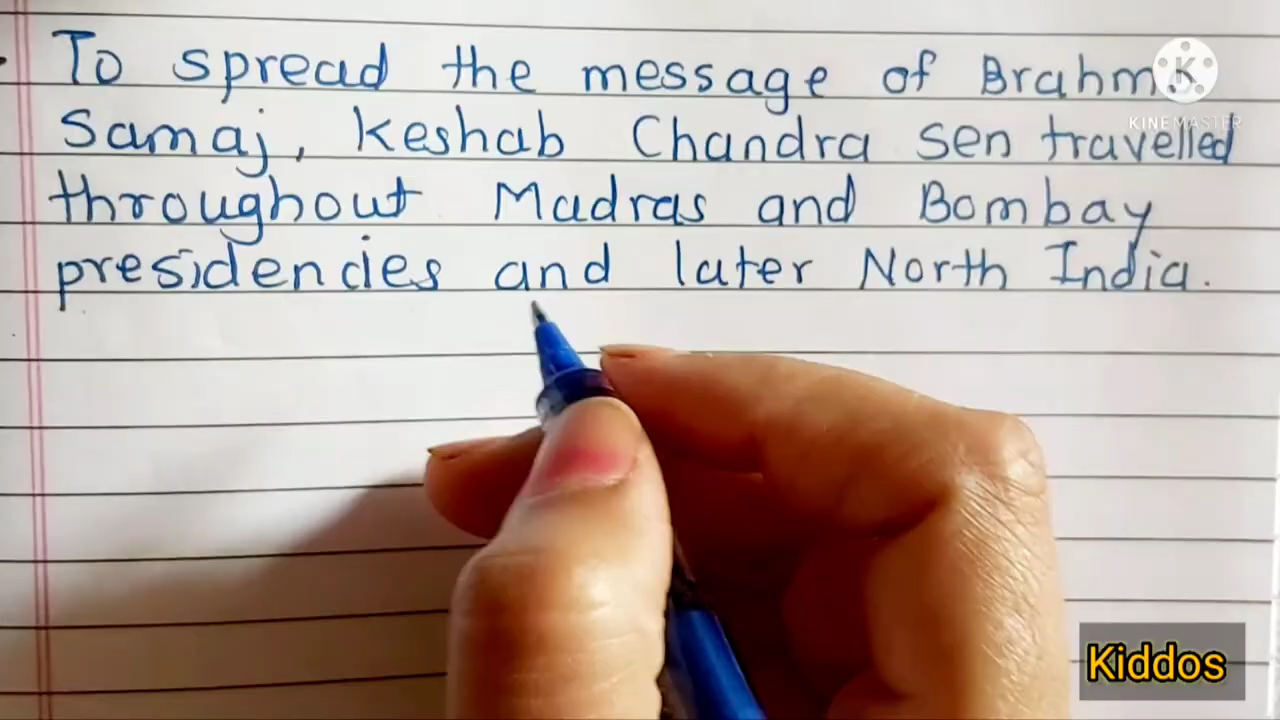 To spread the message of Brahmo
Samaj, Keshab Chandra Sen travelled
throughout Madras and Bombay
presidencies and later North India.
K
KINEMASTER
Kiddos